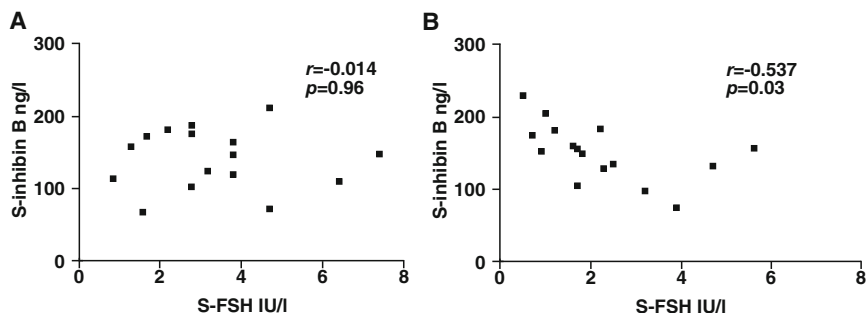 A
300
200
100
0
S-inhibin B ng/l
r=-0.014
p=0.96
0 2 4 6 8
S-FSH IU/l
B
300
200
100
0
S-inhibin B ng/l
r=-0.537
p=0.03
0 2 4 6 8
S-FSH IU/l